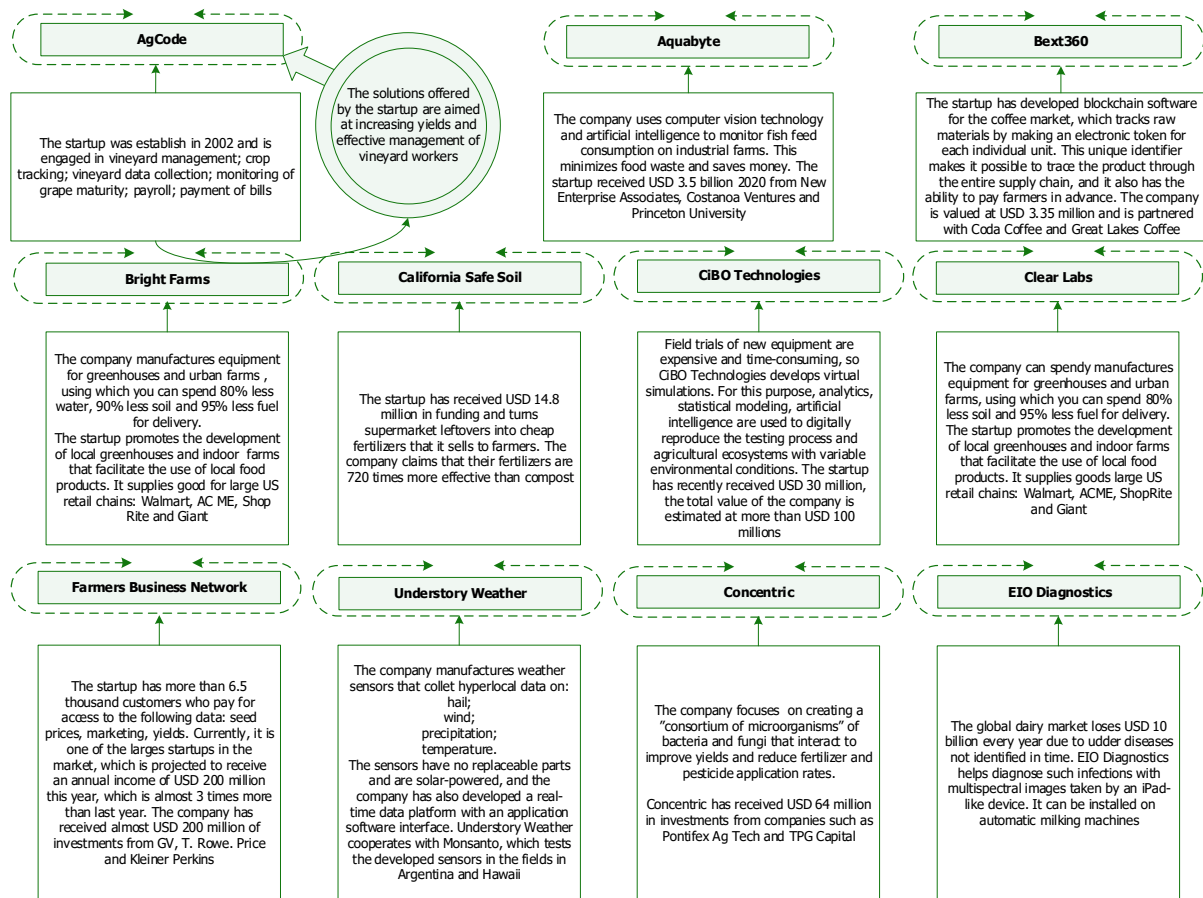 AgCode
The startup was establish in 2002 and is
engaged in vineyard management; crop
tracking; vineyard data collection; monitoring of
grape maturity; payroll; payment of bills
The solutions offered
by the startup are aimed
at increasing yields and
effective management of
vineyard workers
Aquabyte
The company uses computer vision technology
and artificial intelligence to monitor fish feed
consumption on industrial farms. This
minimizes food waste and saves money. The
startup received USD 3.5 billion 2020 from New
Enterprise Associates, Costanoa Ventures and
Princeton University
Bext360
The startup has developed blockchain software
for the coffee market, which tracks raw
materials by making an electronic token for
each individual unit. This unique identifier
makes it possible to trace the product through
the entire supply chain, and it also has the
ability to pay farmers in advance. The company
is valued at USD 3.35 million and is partnered
with Coda Coffee and Great Lakes Coffee
Bright Farms
The company manufactures equipment
for greenhouses and urban farms ,
using which you can spend 80% less
water, 90% less soil and 95% less fuel
for delivery.
The startup promotes the development
of local greenhouses and indoor farms
that facilitate the use of local food
products. It supplies good for large US
retail chains: Walmart, AC ME, Shop
Rite and Giant
California Safe Soil
The startup has received USD 14.8
million in funding and turns
supermarket leftovers into cheap
fertilizers that it sells to farmers. The
company claims that their fertilizers are
720 times more effective than compost
CiBO Technologies
Field trials of new equipment are
expensive and time-consuming, so
CiBO Technologies develops virtual
simulations. For this purpose, analytics,
statistical modeling, artificial
intelligence are used to digitally
reproduce the testing process and
agricultural ecosystems with variable
environmental conditions. The startup
has recently received USD 30 million,
the total value of the company is
estimated at more than USD 100
millions
Clear Labs
The company can spendy manufactures
equipment for greenhouses and urban
farms, using which you can spend 80%
less soil and 95% less fuel for delivery.
The startup promotes the development
of local greenhouses and indoor farms
that facilitate the use of local food
products. It supplies goods large US
retail chains: Walmart, ACME, ShopRite
and Giant
Farmers Business Network
The startup has more than 6.5
thousand customers who pay for
access to the following data: seed
prices, marketing, yields. Currently, it is
one of the larges startups in the
market, which is projected to receive
an annual income of USD 200 million
this year, which is almost 3 times more
than last year. The company has
received almost USD 200 million of
investments from GV, T. Rowe. Price
and Kleiner Perkins
Understory Weather
The company manufactures weather
sensors that collet hyperlocal data on:
hail;
wind;
precipitation;
temperature.
The sensors have no replaceable parts
and are solar-powered, and the
company has also developed a real-
time data platform with an application
software interface. Understory Weather
cooperates with Monsanto, which tests
the developed sensors in the fields in
Argentina and Hawaii
Concentric
The company focuses on creating a
”consortium of microorganisms” of
bacteria and fungi that interact to
improve yields and reduce fertilizer and
pesticide application rates.
Concentric has received USD 64 million
in investments from companies such as
Pontifex Ag Tech and TPG Capital
EIO Diagnostics
The global dairy market loses USD 10
billion every year due to udder diseases
not identified in time. EIO Diagnostics
helps diagnose such infections with
multispectral images taken by an iPad-
like device. It can be installed on
automatic milking machines